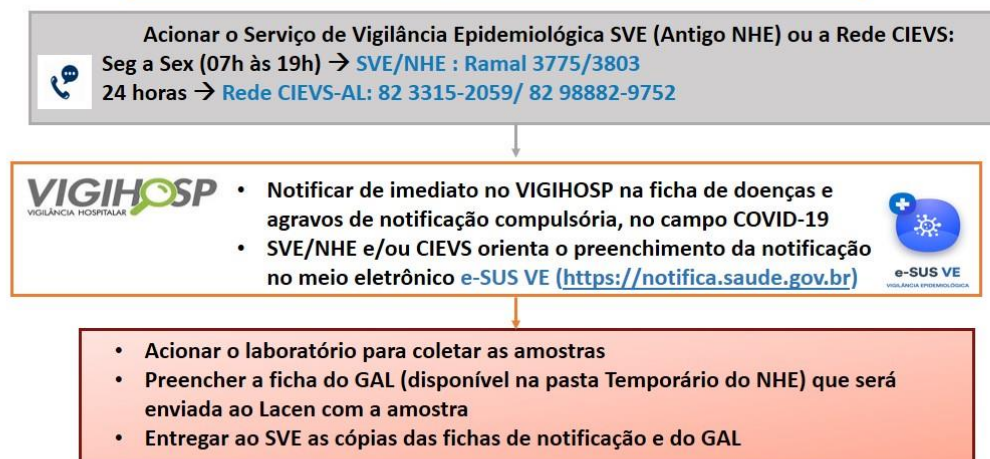 Acionar o Serviço de Vigilância Epidemiológica SVE (Antigo NHE) ou a Rede CIEVS:
Seg a Sex (07h às 19h) → SVE/NHE : Ramal 3775/3803
24 horas → Rede CIEVS-AL: 82 3315-2059/ 82 98882-9752
VIGIHOSP
VIGILÂNCIA HOSPITALAR
• Notificar de imediato no VIGIHOSP na ficha de doenças e
agravos de notificação compulsória, no campo COVID-19
• SVE/NHE e/ou CIEVS orienta o preenchimento da notificação
no meio eletrônico e-SUS VE (https://notifica.saude.gov.br)
e-SUS VE
VIGILÂNCIA EPIDEMIOLÓGICA
• Acionar o laboratório para coletar as amostras
• Preencher a ficha do GAL (disponível na pasta Temporário do NHE) que será
enviada ao Lacen com a amostra
• Entregar ao SVE as cópias das fichas de notificação e do GAL